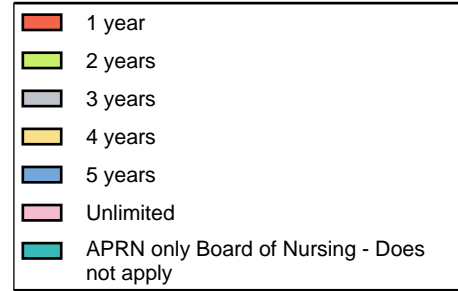 1 year
2 years
3 years
4 years
5 years
Unlimited
APRN only Board of Nursing - Does
not apply